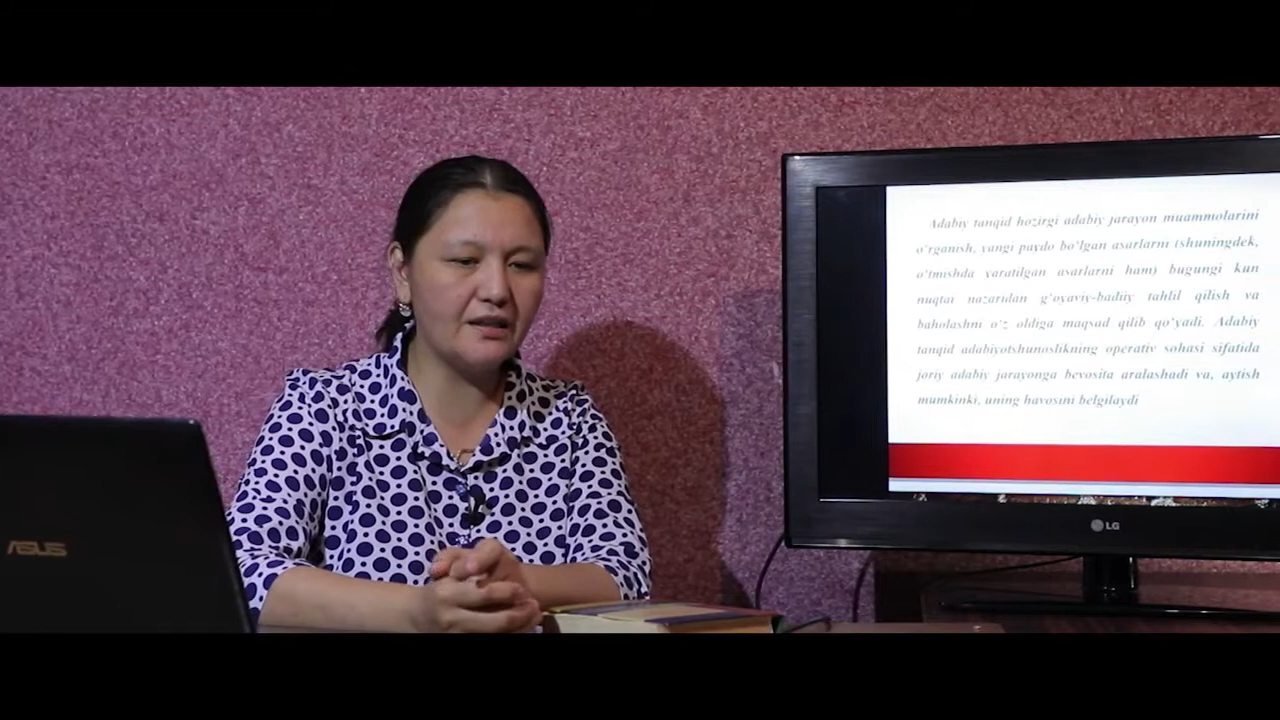 Adabiy tanqid hozirgi adabiy jarayon muammolarini
o'rganish, yangi paydo bo'lgan asarlarni (shuningdek,
o'tmishda yaratilgan asarlarni ham) bugungi kun
nuqtai nazaridan g'oyaviy-badiiy tahlil qilish va
baholashni o'z oldiga maqsad qilib qo'yadi. Adabiy
tanqid adabiyotshunoslikning operativ sohasi sifatida
joriy adabiy jarayonga bevosita aralashadi va, aytish
mumkinki, uning havosini belgilaydi
LG
ASUS